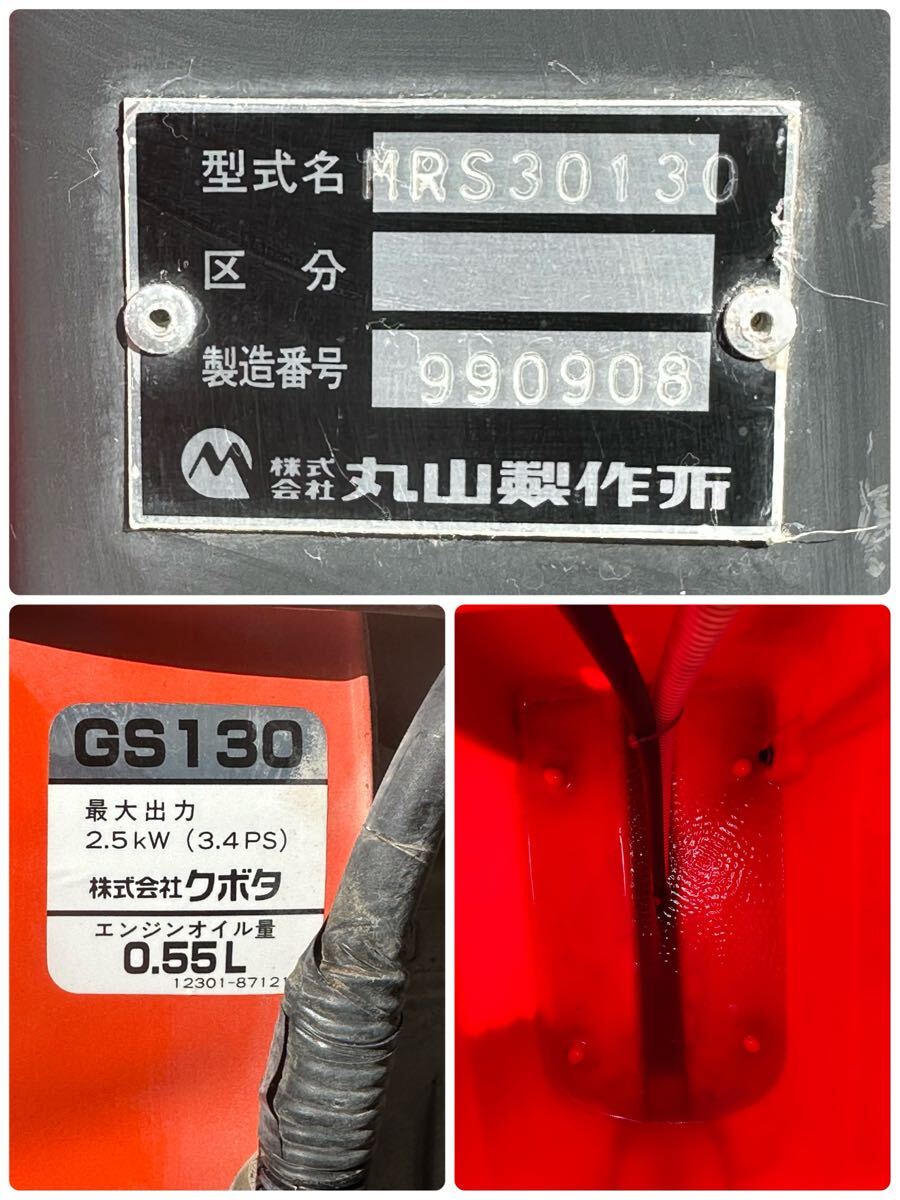 型式名 MRS30130
区分
製造番号 990908
株式会社 丸山製作所
GS130
最大出力
2.5kW (3.4PS)
株式会社クボタ
エンジンオイル量
0.55L
12301-87121